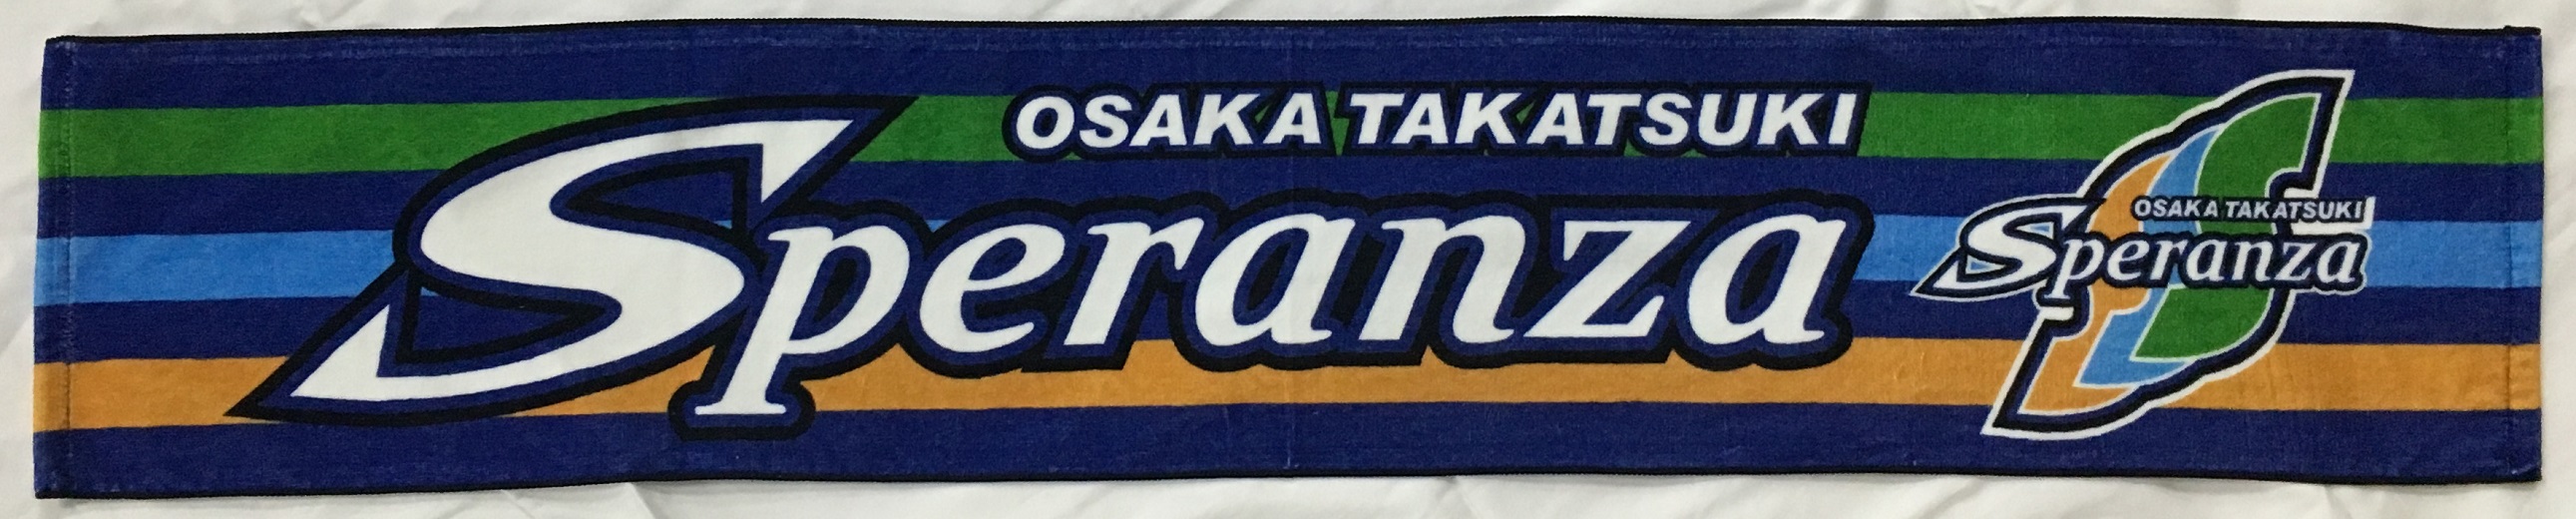 OSAKA TAKATSUKI
Speranza
OSAKA TAKATSUKI
Speranza